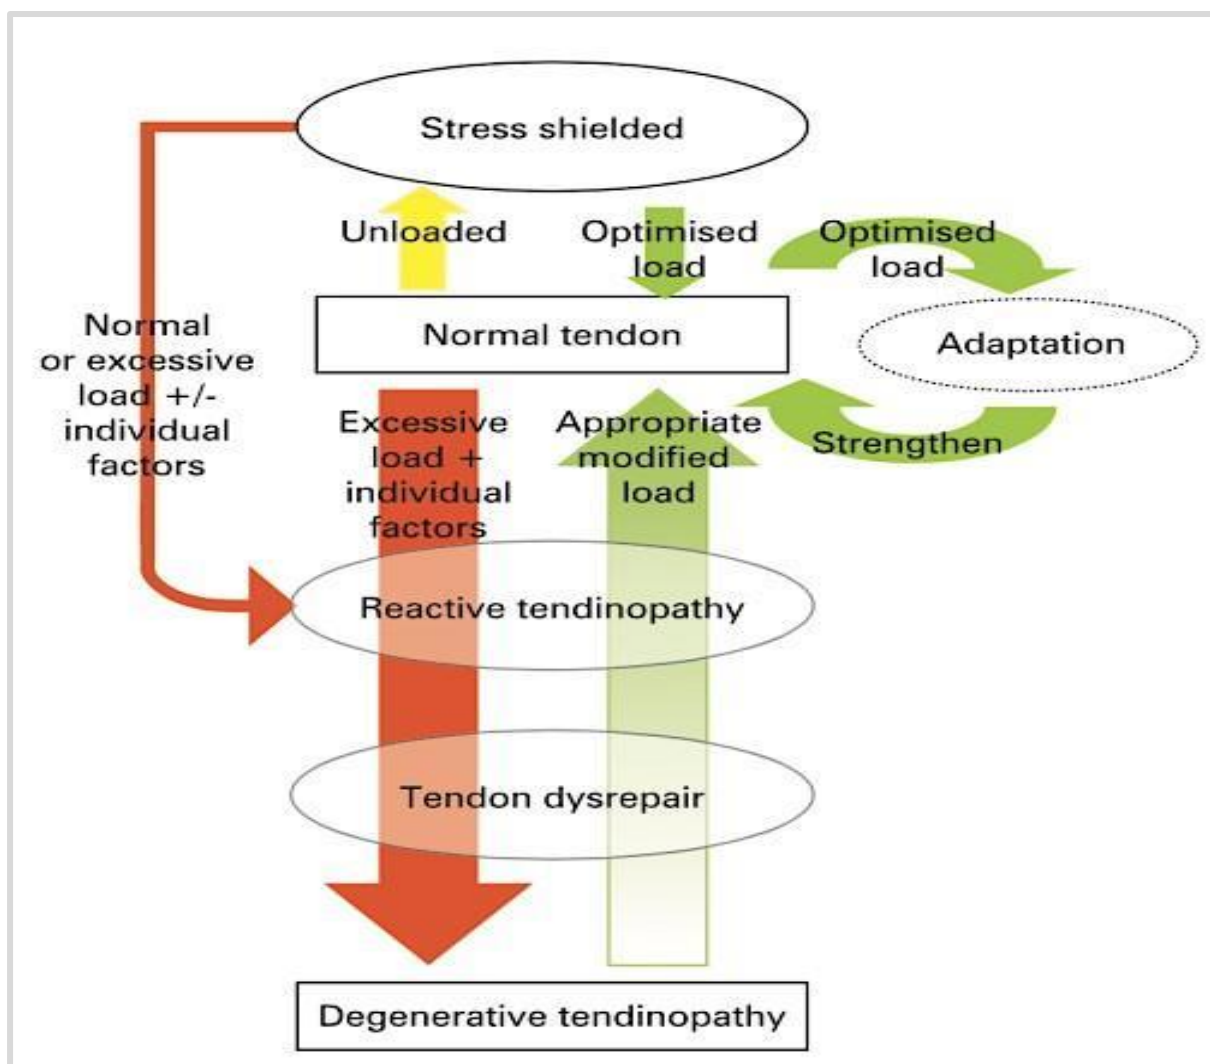 Stress shielded
Unloaded
Optimised
load
Optimised
load
Normal tendon
Adaptation
Normal
or excessive
load +/-
individual
factors
Excessive
load +
individual
factors
Appropriate
modified
load
Strengthen
Reactive tendinopathy
Tendon dysrepair
Degenerative tendinopathy